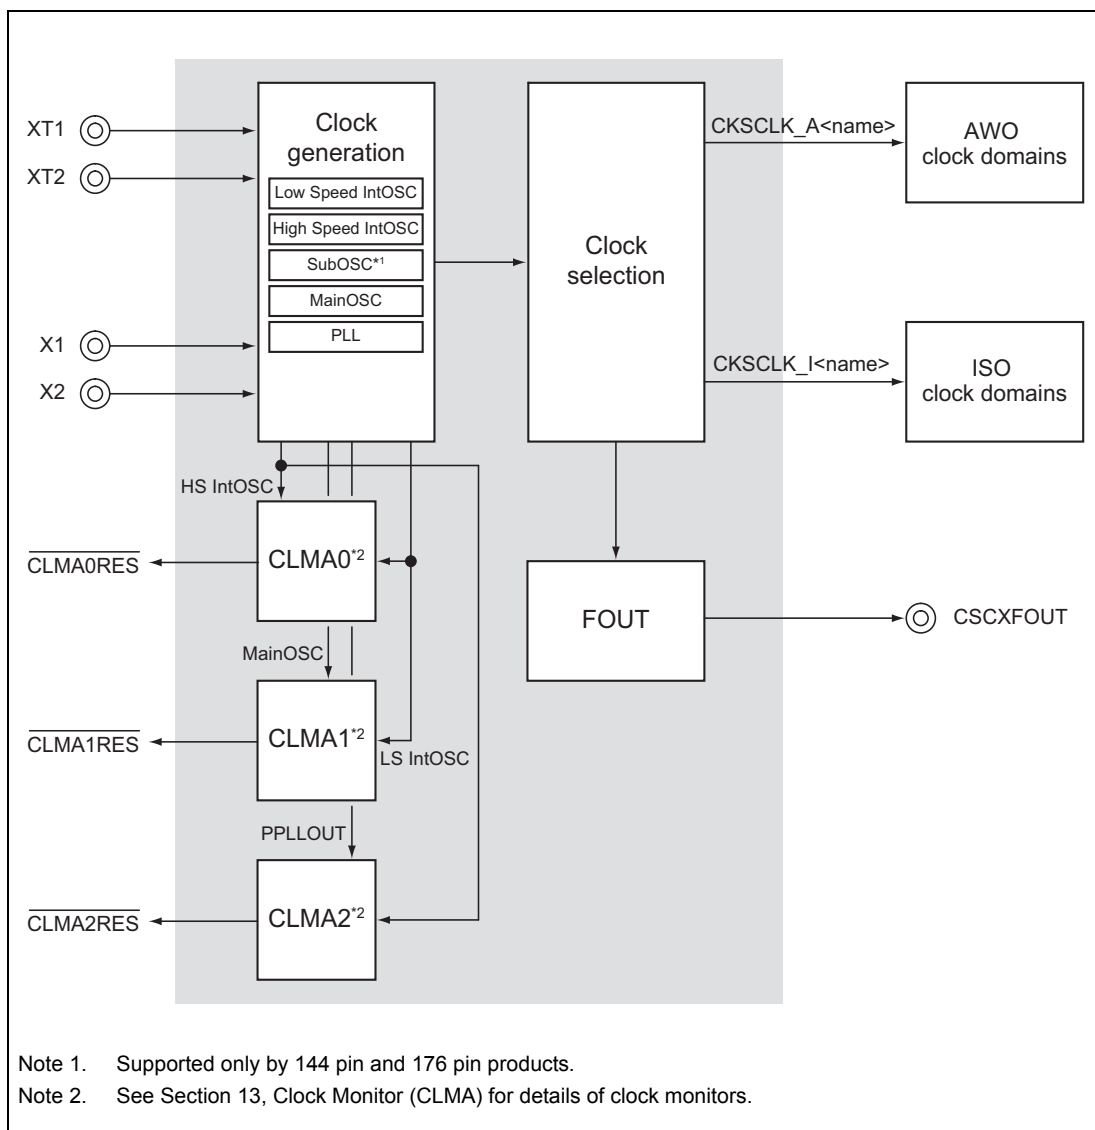 XT1
XT2
X1
X2
Clock
generation
Low Speed IntOSC
High Speed IntOSC
SubOSC*1
MainOSC
PLL
Clock
selection
CKSCLK_A<name>
AWO
clock domains
CKSCLK_I<name>
ISO
clock domains
HS IntOSC
CLMA0RES
CLMA0*2
FOUT
CSCXFOUT
MainOSC
CLMA1RES
CLMA1*2
LS IntOSC
PPLLOUT
CLMA2RES
CLMA2*2
Note 1. Supported only by 144 pin and 176 pin products.
Note 2. See Section 13, Clock Monitor (CLMA) for details of clock monitors.